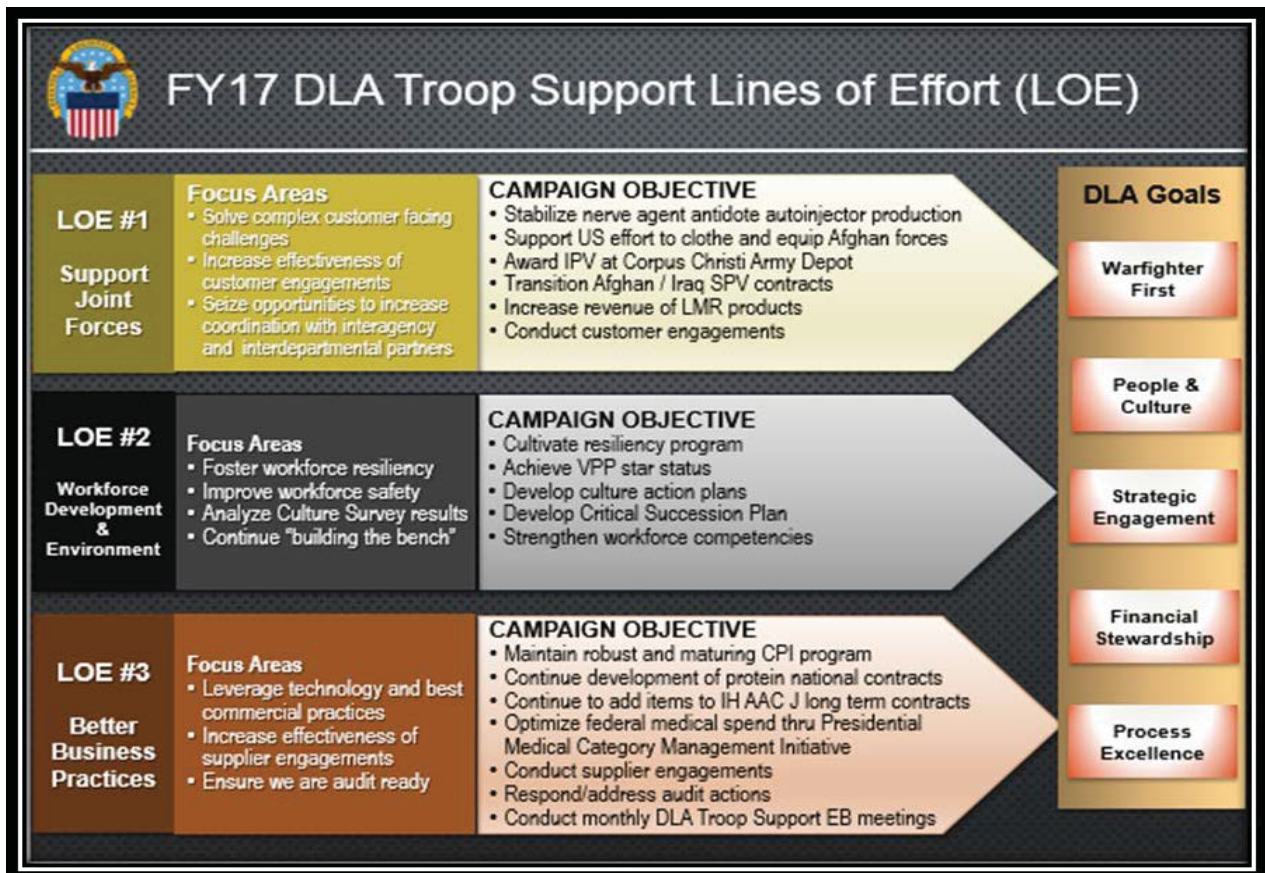 FY17 DLA Troop Support Lines of Effort (LOE)
LOE #1
Support
Joint
Forces
Focus Areas
• Solve complex customer facing
challenges
• Increase effectiveness of
customer engagements
• Seize opportunities to increase
coordination with interagency
and interdepartmental partners
CAMPAIGN OBJECTIVE
• Stabilize nerve agent antidote autoinjector production
• Support US effort to clothe and equip Afghan forces
• Award IPV at Corpus Christi Army Depot
• Transition Afghan / Iraq SPV contracts
• Increase revenue of LMR products
• Conduct customer engagements
LOE #2
Workforce
Development
&
Environment
Focus Areas
• Foster workforce resiliency
• Improve workforce safety
• Analyze Culture Survey results
• Continue "building the bench"
CAMPAIGN OBJECTIVE
• Cultivate resiliency program
• Achieve VPP star status
• Develop culture action plans
• Develop Critical Succession Plan
• Strengthen workforce competencies
LOE #3
Better
Business
Practices
Focus Areas
• Leverage technology and best
commercial practices
• Increase effectiveness of
supplier engagements
• Ensure we are audit ready
CAMPAIGN OBJECTIVE
• Maintain robust and maturing CPI program
• Continue development of protein national contracts
• Continue to add items to IH AAC J long term contracts
• Optimize federal medical spend thru Presidential
Medical Category Management Initiative
• Conduct supplier engagements
• Respond/address audit actions
• Conduct monthly DLA Troop Support EB meetings
DLA Goals
Warfighter
First
People &
Culture
Strategic
Engagement
Financial
Stewardship
Process
Excellence